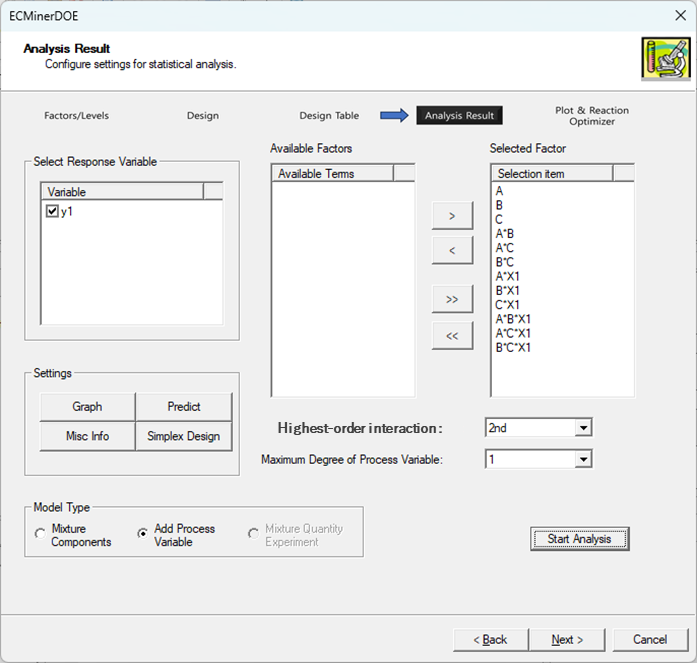 ECMinerDOE
Analysis Result
Configure settings for statistical analysis.
Factors/Levels
Design
Design Table
Analysis Result
Plot & Reaction
Optimizer
Select Response Variable
Variable
y1
Available Factors
Available Terms
>
<
>>
<<
Selected Factor
Selection item
A
B
C
A*B
A*C
B*C
A*X1
B*X1
C*X1
A*B*X1
A*C*X1
B*C*X1
Settings
Graph
Predict
Misc Info
Simplex Design
Highest-order interaction:
2nd
Maximum Degree of Process Variable:
1
Model Type
Mixture
Components
Add Process
Variable
Mixture Quantity
Experiment
Start Analysis
< Back
Next >
Cancel